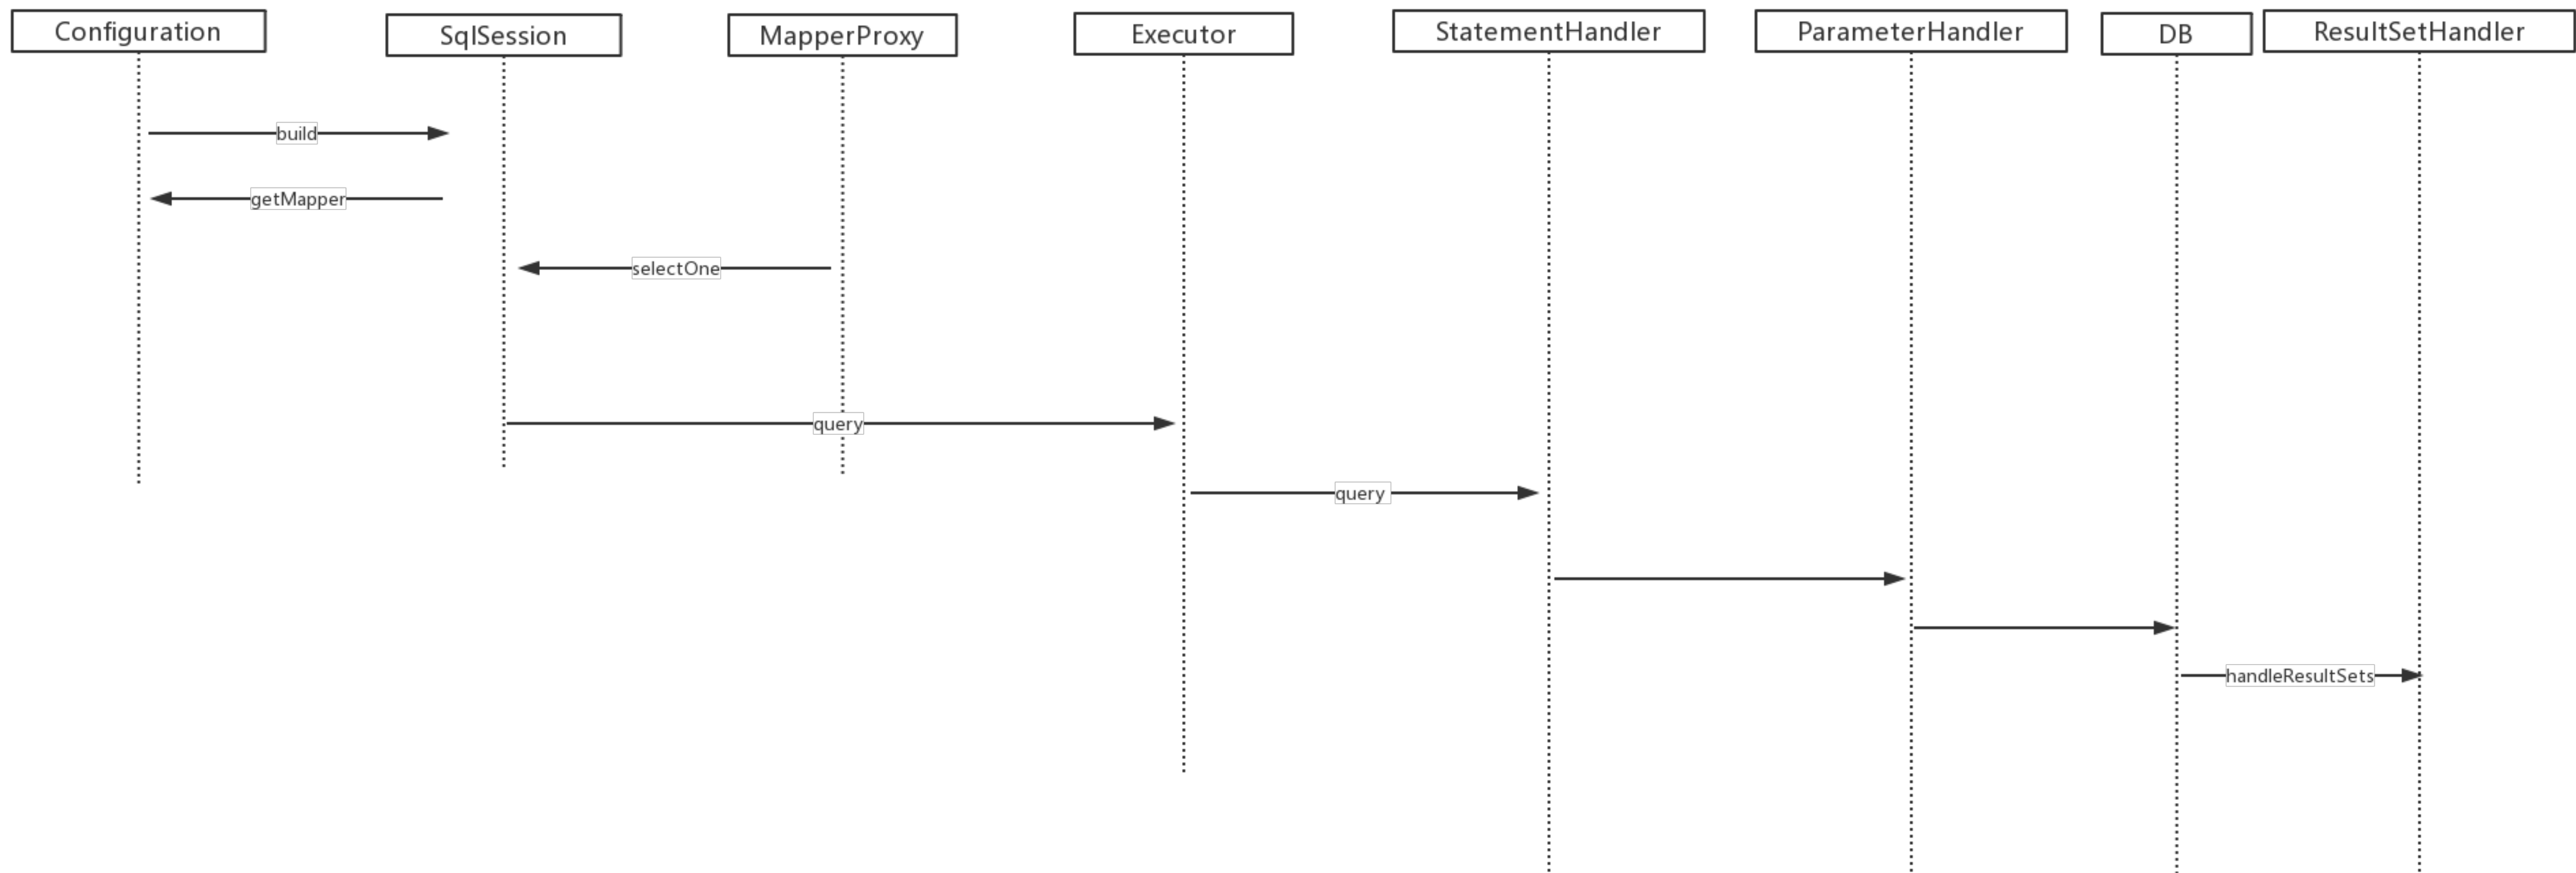 Configuration
SqlSession
MapperProxy
Executor
StatementHandler
ParameterHandler
DB
ResultSetHandler
build
getMapper
selectOne
query
query
handleResultSets